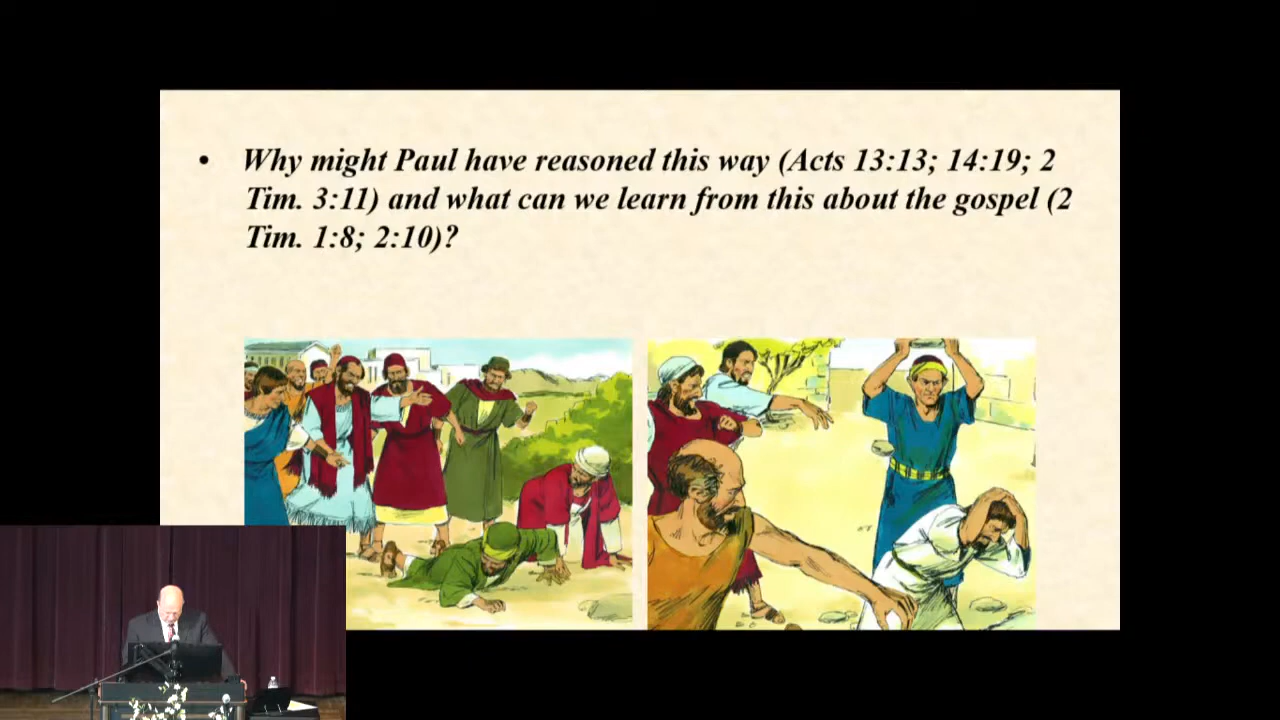 • Why might Paul have reasoned this way (Acts 13:13; 14:19; 2
Tim. 3:11) and what can we learn from this about the gospel (2
Tim. 1:8; 2:10)?